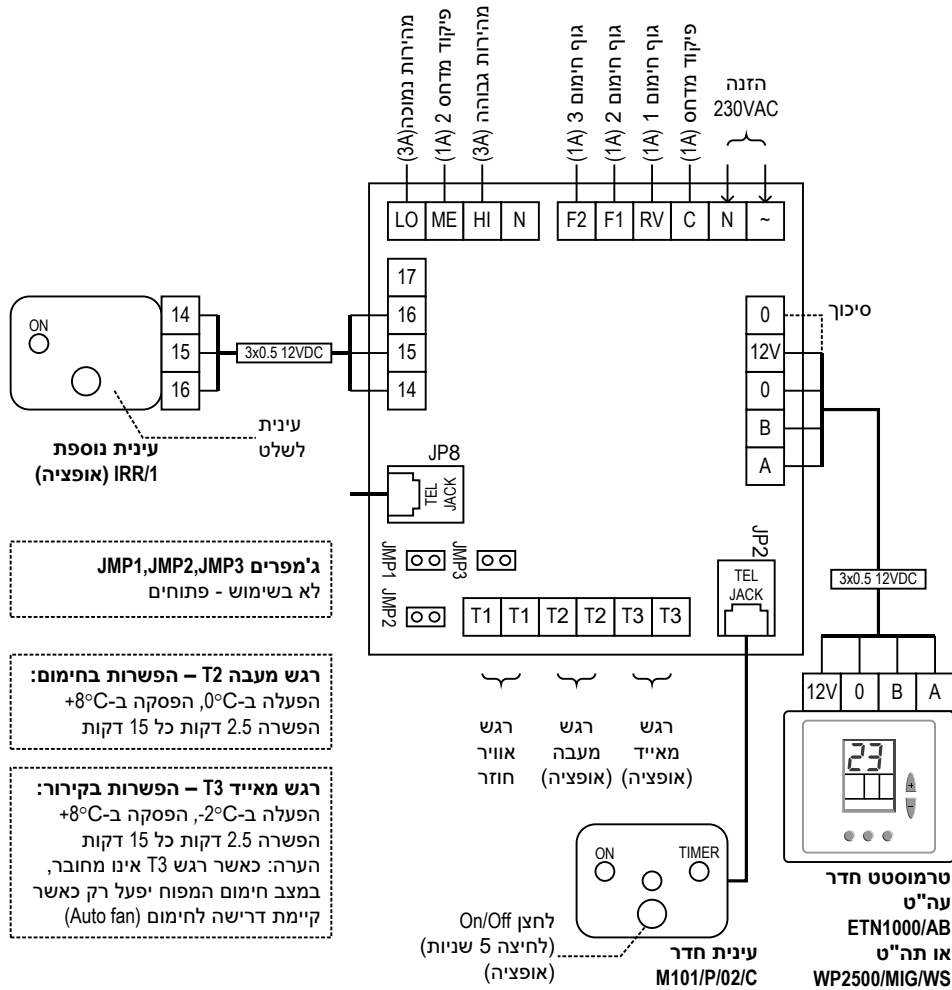 מהירות נמוכה(3A)
פיקוד מדחס 2 (1A)
מהירות גבוהה (3A)
גוף חימום 3 (1A)
גוף חימום 2 (1A)
גוף חימום 1 (1A)
פיקוד מדחס (1A)
הזנה
230VAC
LO ME HI N
F2 F1 RV C N ~
17
16
15
14
ON
14
15
16
3x0.5 12VDC
עינית
לשלט
עינית נוספת
IRR/1 (אופציה)
0
12V
0
B
A
סיכוך
JP8
TEL
JACK
JMP1
JMP3
JMP2
T1 T1 T2 T2 T3 T3
JP2
TEL
JACK
3x0.5 12VDC
ג'מפרים JMP1,JMP2,JMP3
לא בשימוש - פתוחים
רגש מעבה T2 – הפשרות בחימום:
הפעלה ב-0°C, הפסקה ב-8°C+
הפשרה 2.5 דקות כל 15 דקות
רגש מאייד T3 – הפשרות בקירור:
הפעלה ב-2°C-, הפסקה ב-8°C+
הפשרה 2.5 דקות כל 15 דקות
הערה: כאשר רגש T3 אינו מחובר,
במצב חימום המפוח יפעל רק כאשר
קיימת דרישה לחימום (Auto fan)
רגש
אוויר
חוזר
רגש
מעבה
(אופציה)
רגש
מאייד
(אופציה)
12V 0 B A
23
+
−
טרמוסטט חדר
עה"ט
ETN1000/AB
או תה"ט
WP2500/MIG/WS
ON
TIMER
לחצן On/Off
(לחיצה 5 שניות)
(אופציה)
עינית חדר
M101/P/02/C